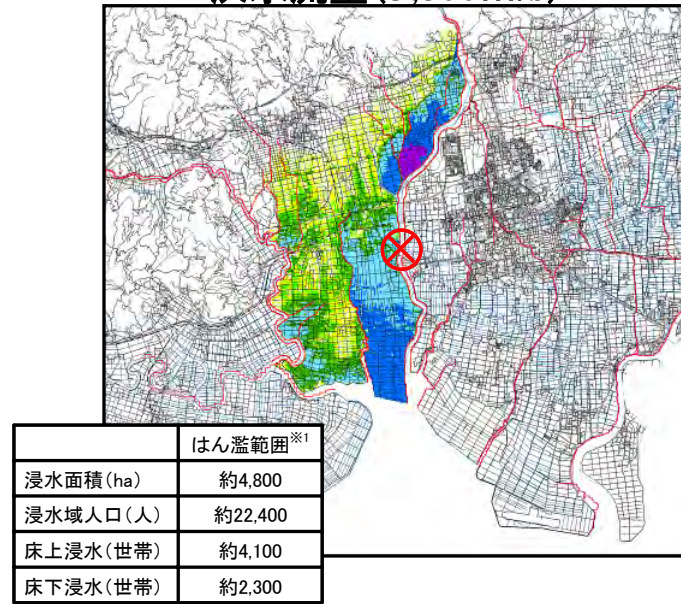 はん濫範囲※1
浸水面積(ha) 約4,800
浸水域人口(人) 約22,400
床上浸水(世帯) 約4,100
床下浸水(世帯) 約2,300